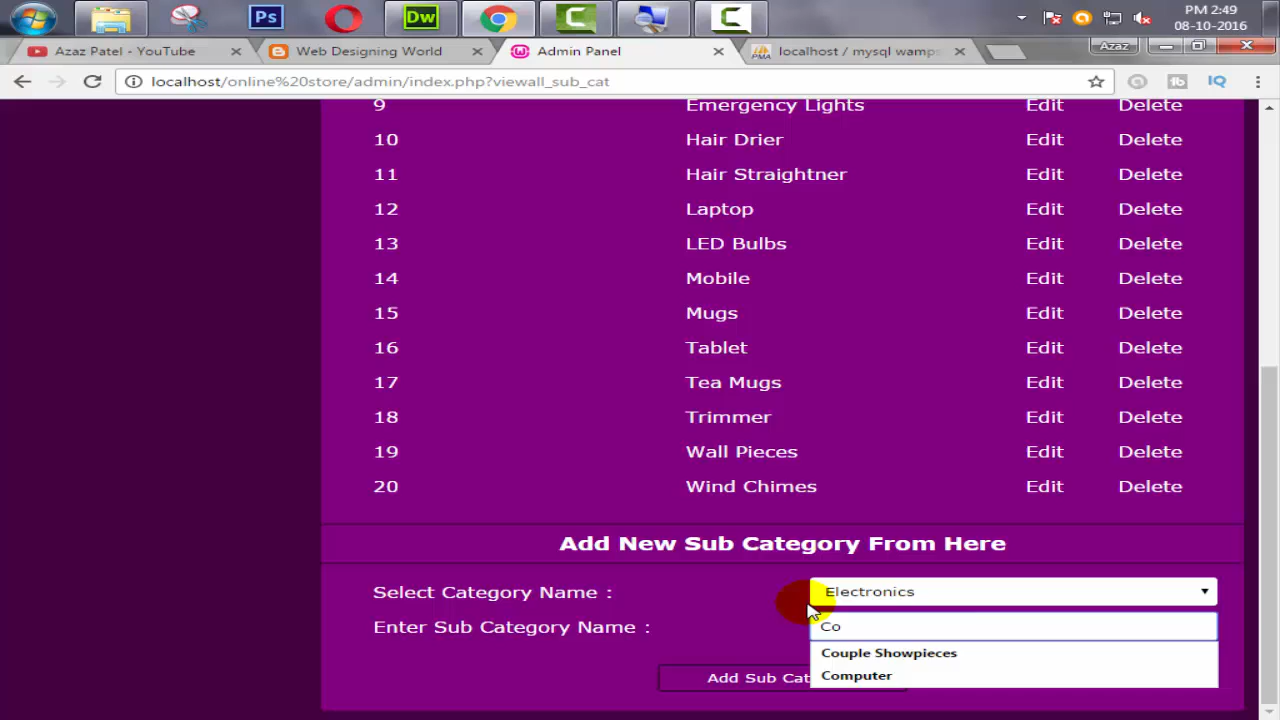 Ps
Dw
PM 2:49
08-10-2016
Azaz Patel - YouTube
Web Designing World
Admin Panel
localhost / mysql wamps
Azaz
localhost/online%20store/admin/index.php?viewall_sub_cat
9 Emergency Lights Edit Delete
10 Hair Drier Edit Delete
11 Hair Straightner Edit Delete
12 Laptop Edit Delete
13 LED Bulbs Edit Delete
14 Mobile Edit Delete
15 Mugs Edit Delete
16 Tablet Edit Delete
17 Tea Mugs Edit Delete
18 Trimmer Edit Delete
19 Wall Pieces Edit Delete
20 Wind Chimes Edit Delete
Add New Sub Category From Here
Select Category Name : Electronics
Enter Sub Category Name : Co
Couple Showpieces
Computer
Add Sub Cat